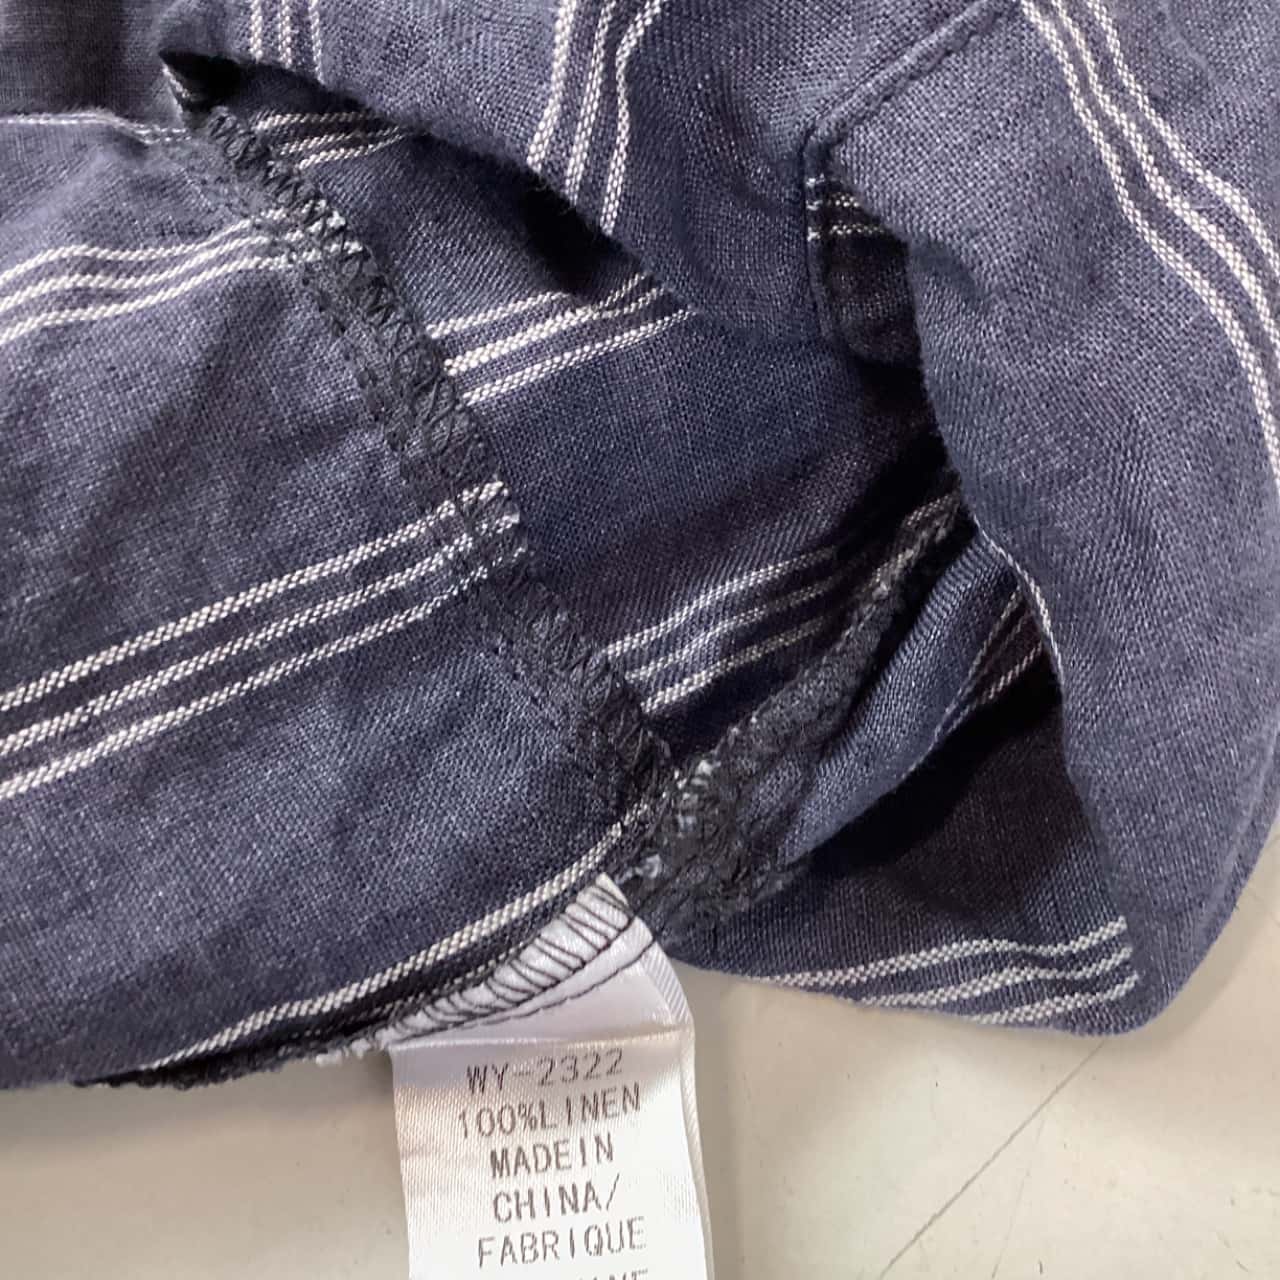 WY-2322
100%LINEN
MADEIN
CHINA/
FABRIQUE